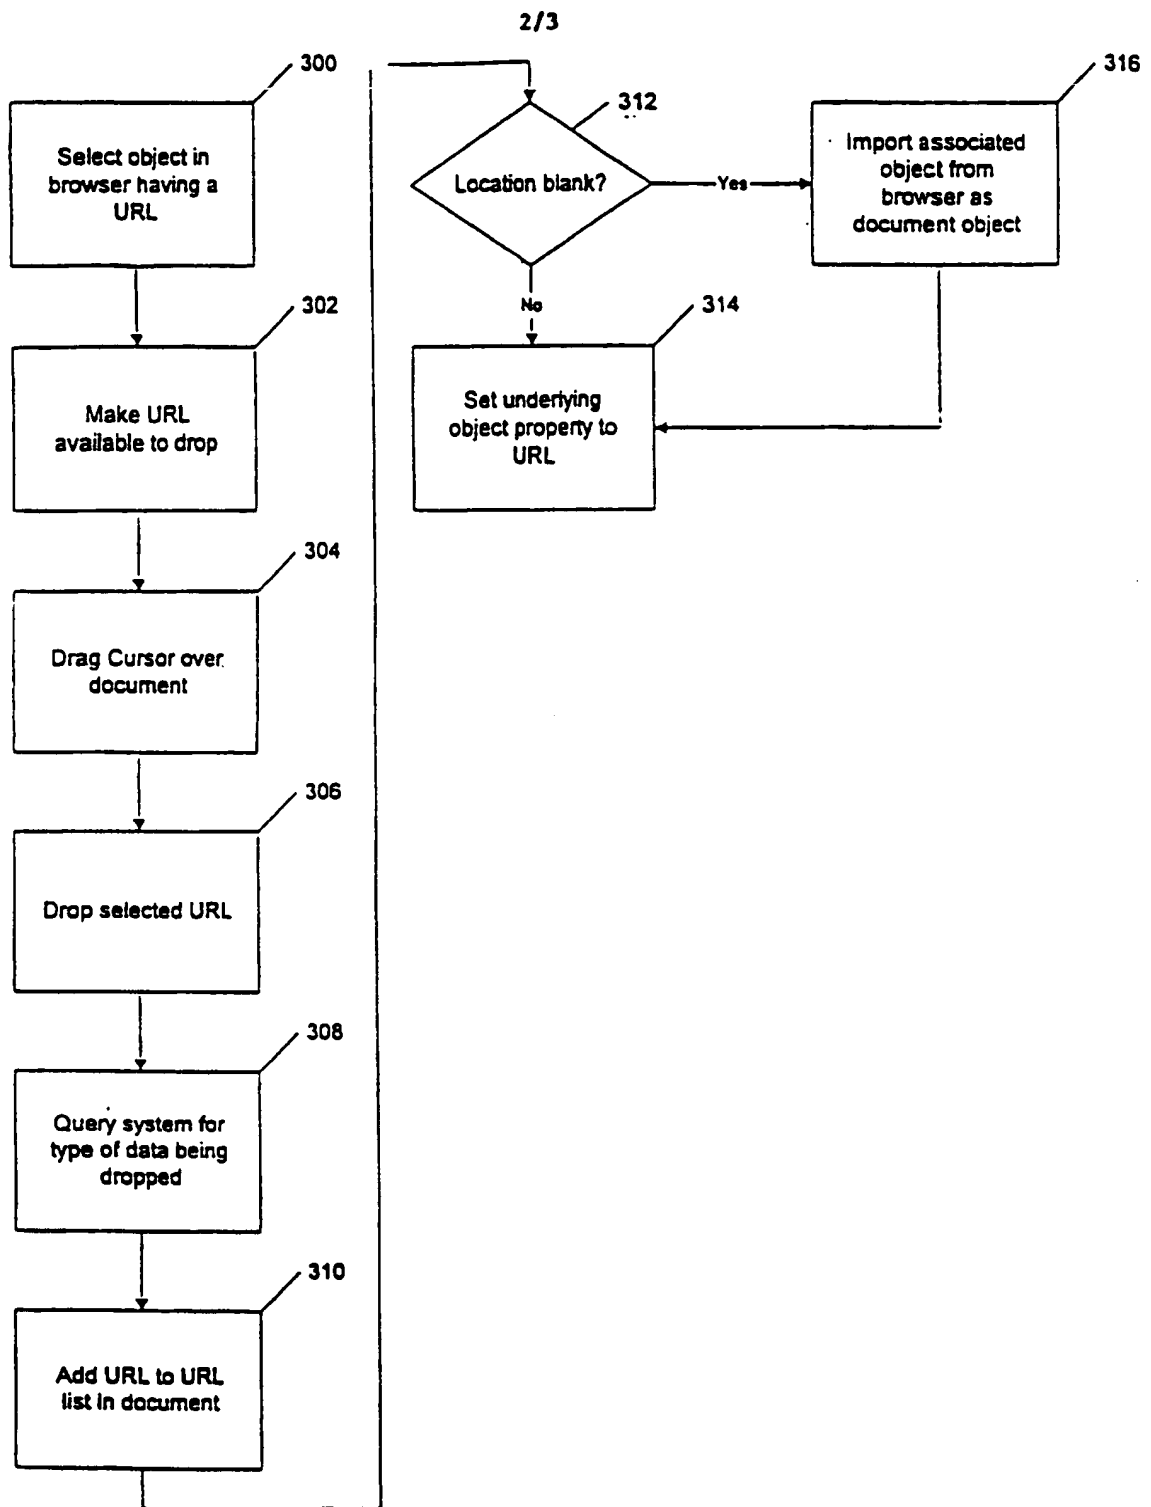 2/3
300
Select object in
browser having a
URL
302
Make URL
available to drop
304
Drag Cursor over
document
306
Drop selected URL
308
Query system for
type of data being
dropped
310
Add URL to URL
list in document
312
Location blank?
Yes
No
314
Set underlying
object property to
URL
316
Import associated
object from
browser as
document object